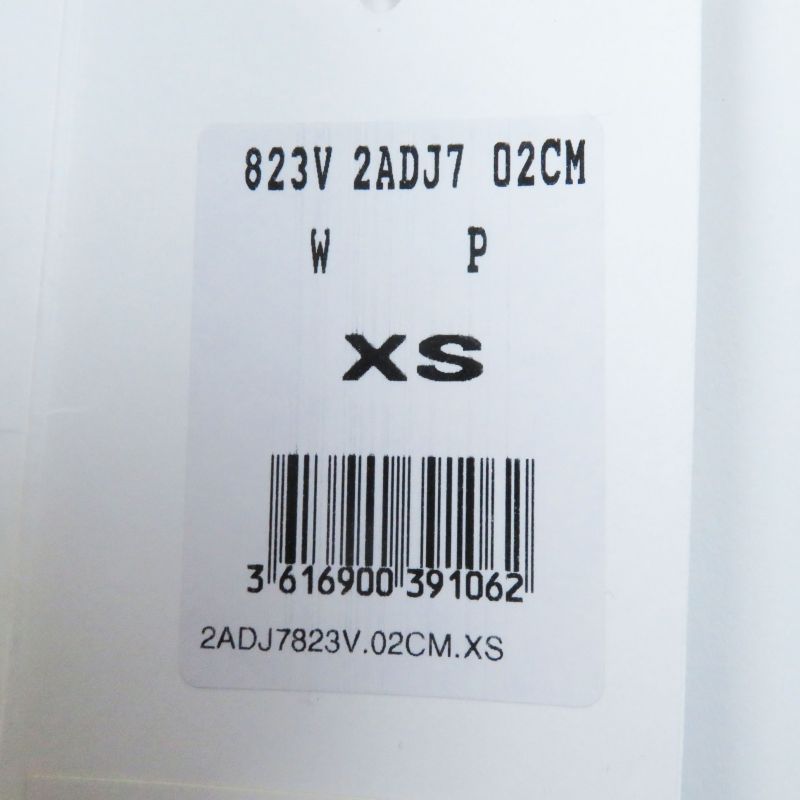 823V 2ADJ7 02CM
W P
XS
3 616900 391062
2ADJ7823V.02CM.XS